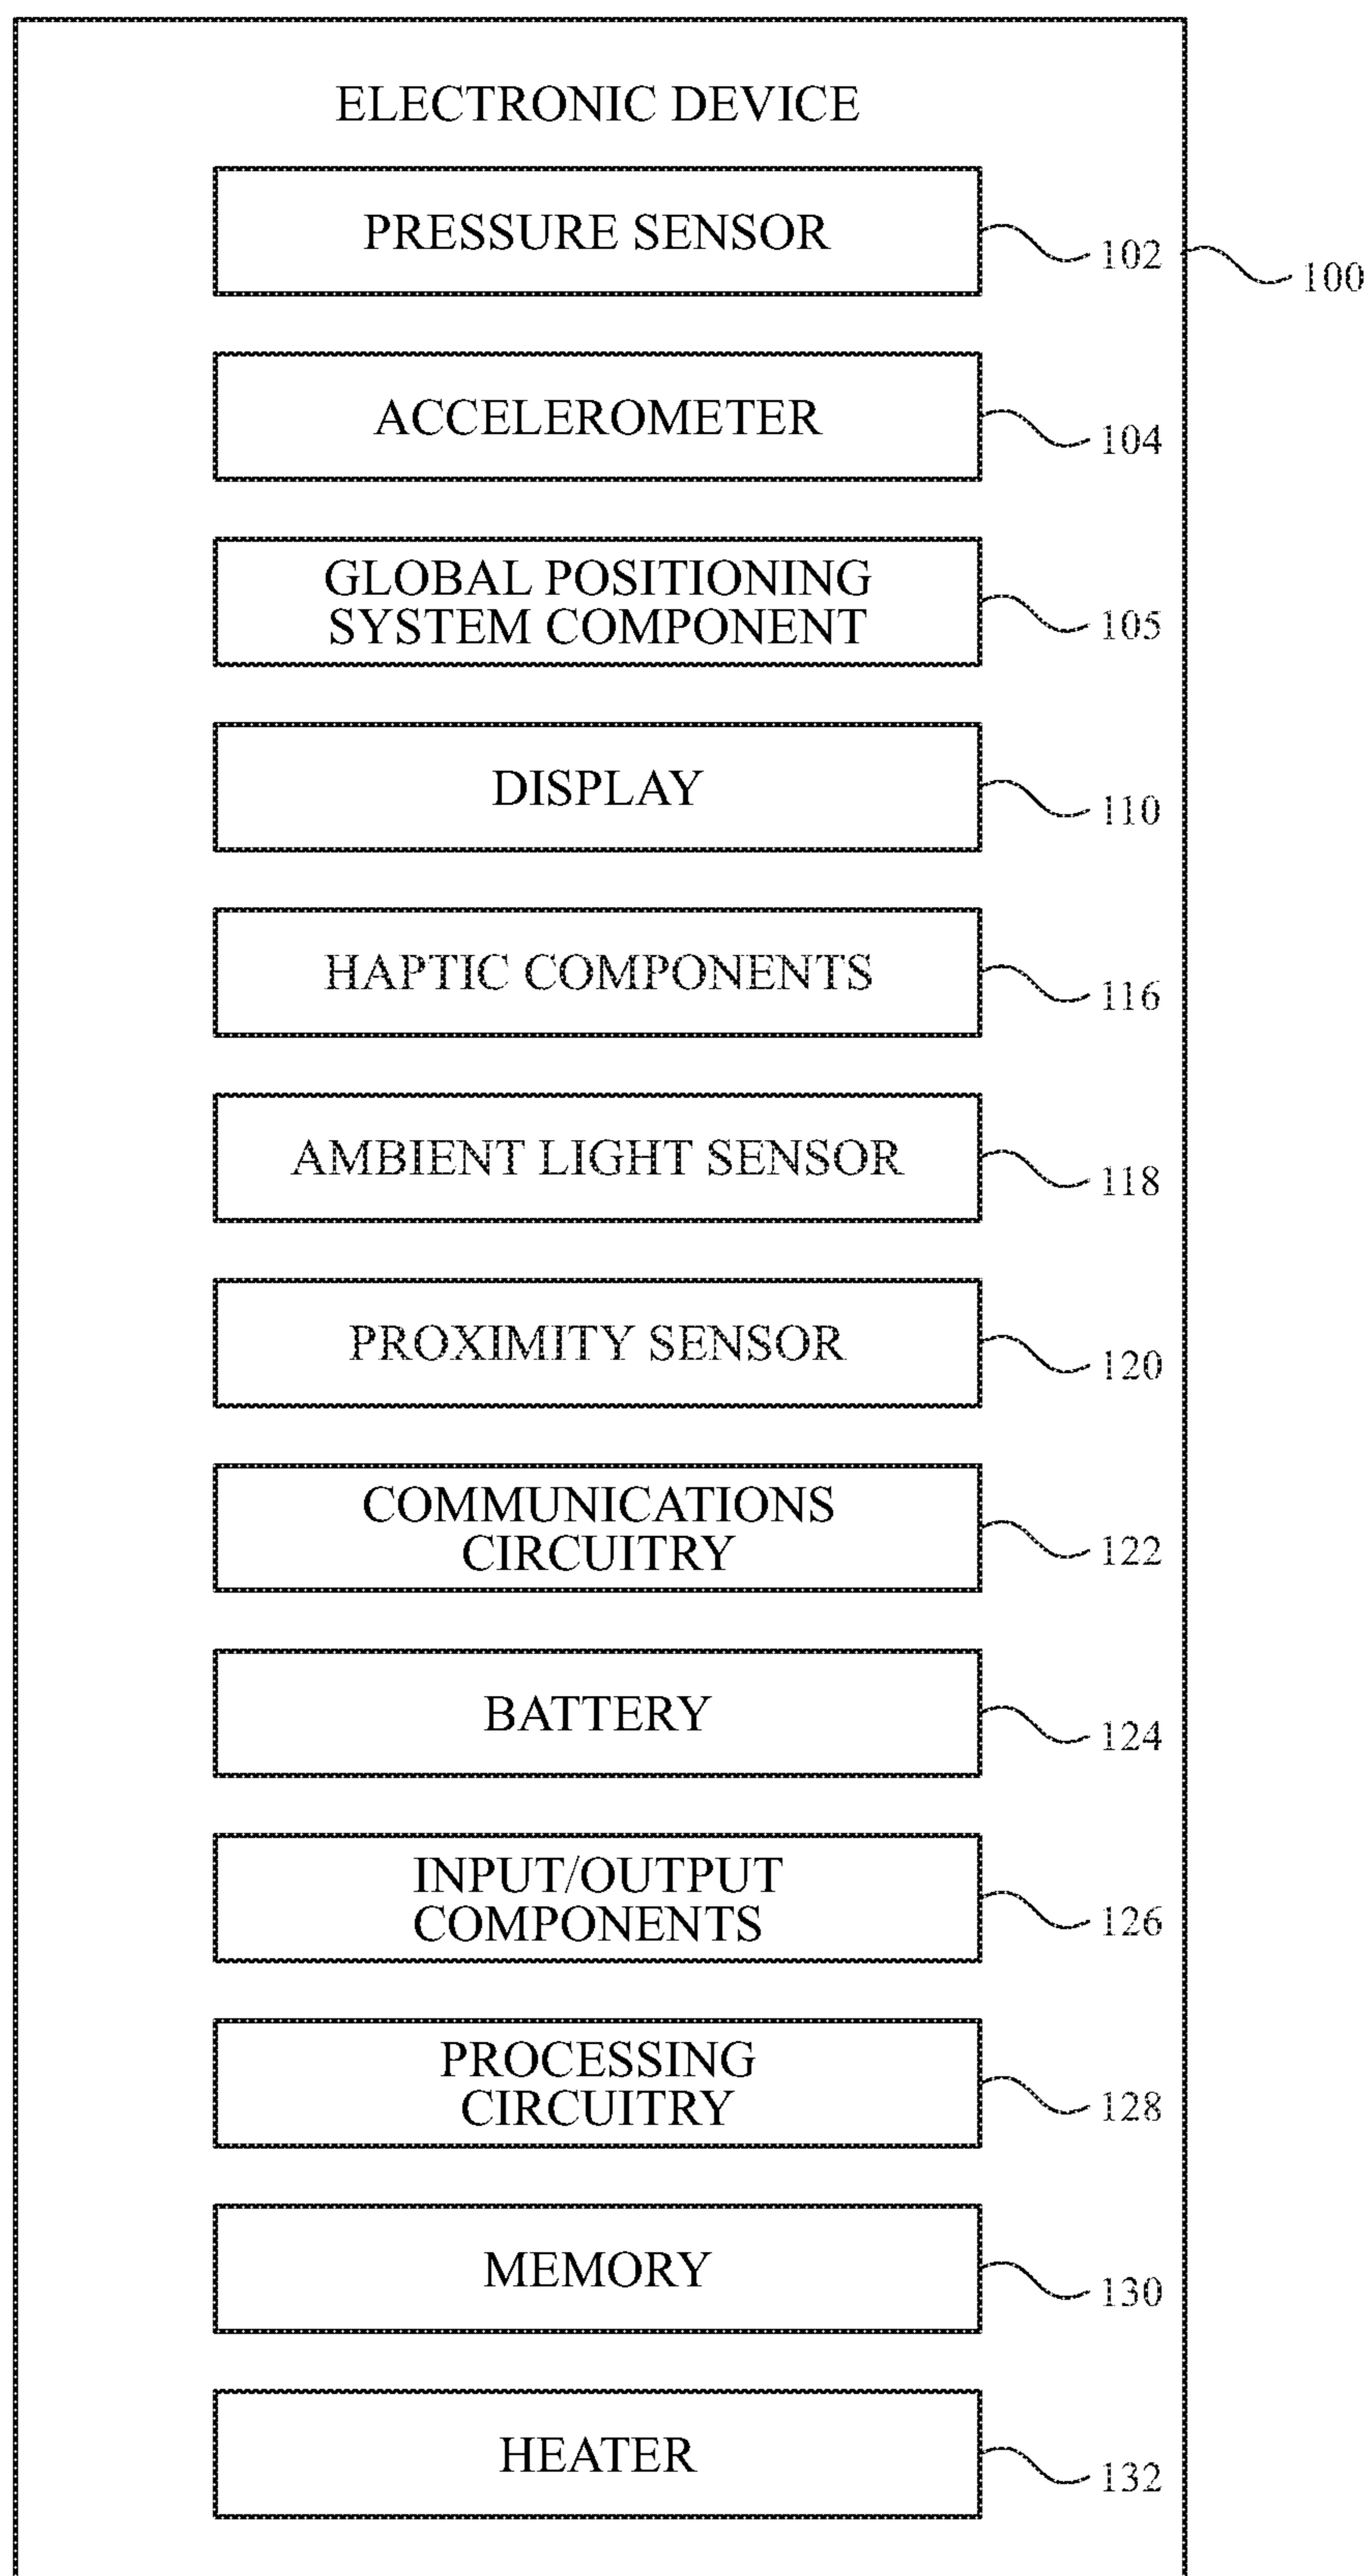 ELECTRONIC DEVICE
PRESSURE SENSOR
102
100
ACCELEROMETER
104
GLOBAL POSITIONING
SYSTEM COMPONENT
105
DISPLAY
110
HAPTIC COMPONENTS
116
AMBIENT LIGHT SENSOR
118
PROXIMITY SENSOR
120
COMMUNICATIONS
CIRCUITRY
122
BATTERY
124
INPUT/OUTPUT
COMPONENTS
126
PROCESSING
CIRCUITRY
128
MEMORY
130
HEATER
132